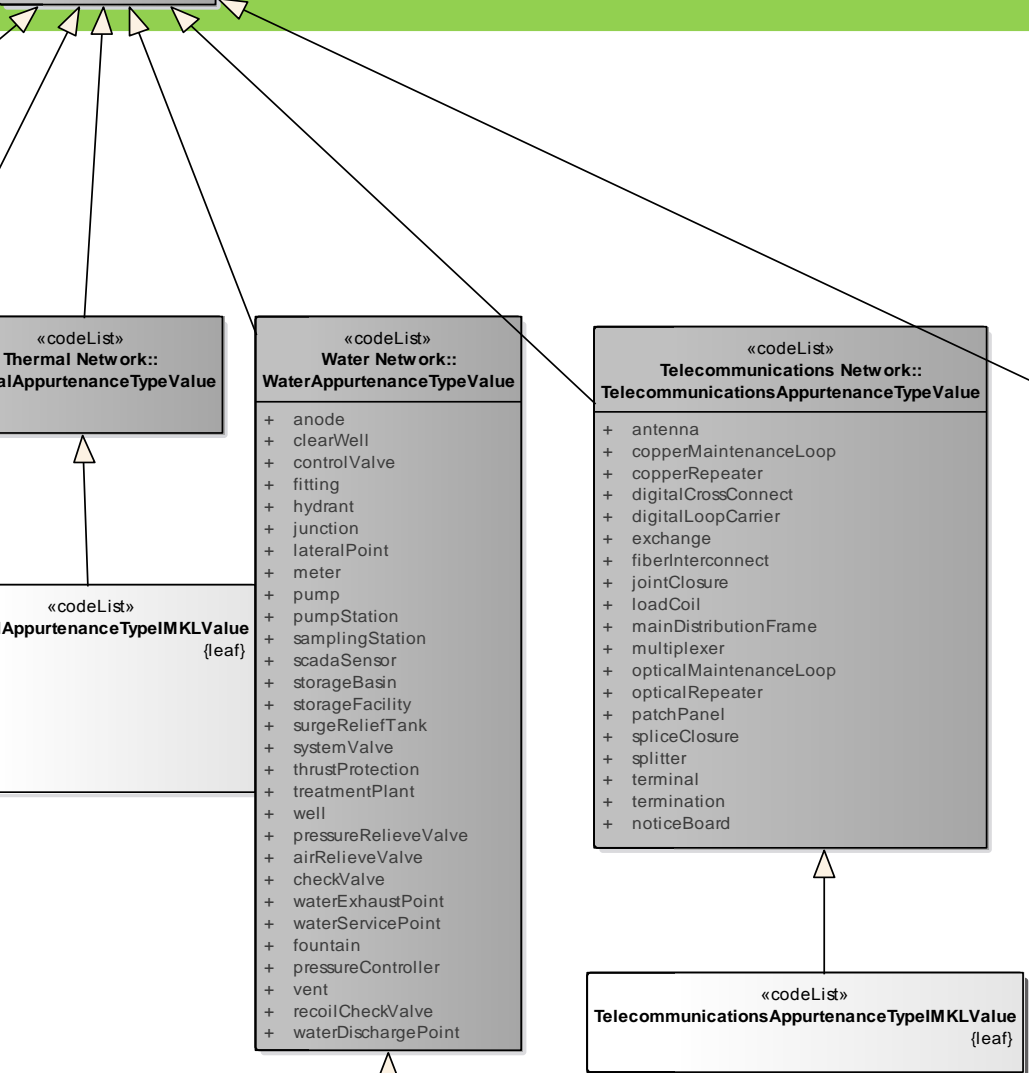 «codeList»
Thermal Network::
alAppurtenanceTypeValue
«codeList»
AppurtenanceTypeIMKLValue
{leaf}
«codeList»
Water Network::
WaterAppurtenanceTypeValue
+ anode
+ clearWell
+ controlValve
+ fitting
+ hydrant
+ junction
+ lateralPoint
+ meter
+ pump
+ pumpStation
+ samplingStation
+ scadaSensor
+ storageBasin
+ storageFacility
+ surgeReliefTank
+ systemValve
+ thrustProtection
+ treatmentPlant
+ well
+ pressureRelieveValve
+ airRelieveValve
+ checkValve
+ waterExhaustPoint
+ waterServicePoint
+ fountain
+ pressureController
+ vent
+ recoilCheckValve
+ waterDischargePoint
«codeList»
Telecommunications Network::
TelecommunicationsAppurtenanceTypeValue
+ antenna
+ copperMaintenanceLoop
+ copperRepeater
+ digitalCrossConnect
+ digitalLoopCarrier
+ exchange
+ fiberInterconnect
+ jointClosure
+ loadCoil
+ mainDistributionFrame
+ multiplexer
+ opticalMaintenanceLoop
+ opticalRepeater
+ patchPanel
+ spliceClosure
+ splitter
+ terminal
+ termination
+ noticeBoard
«codeList»
TelecommunicationsAppurtenanceTypeIMKLValue
{leaf}